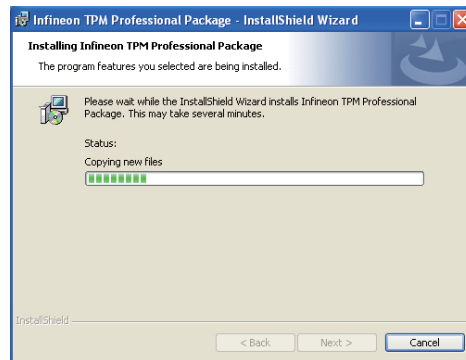 Infineon TPM Professional Package - InstallShield Wizard
Installing Infineon TPM Professional Package
The program features you selected are being installed.
Please wait while the InstallShield Wizard installs Infineon TPM Professional
Package. This may take several minutes.
Status:
Copying new files
InstallShield
< Back Next > Cancel